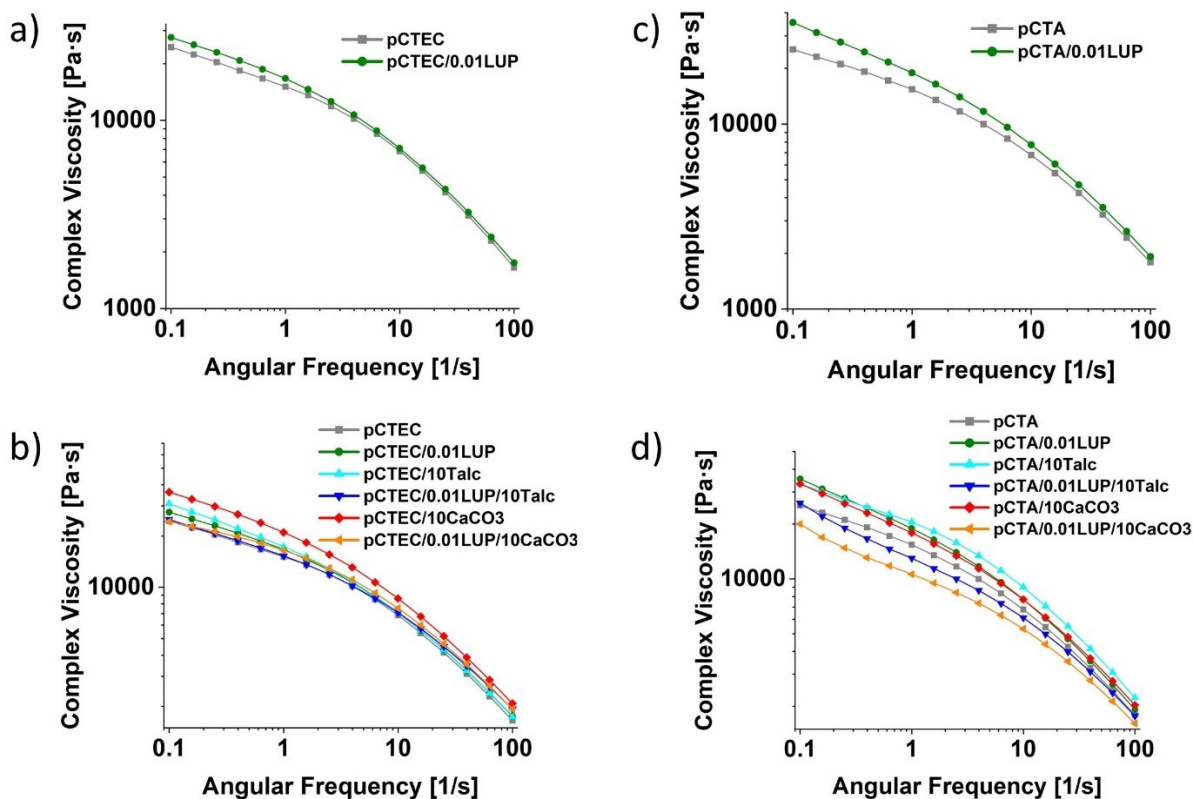 a)
pCTEC
pCTEC/0.01LUP
Complex Viscosity [Pa·s]
10000
1000
0.1 1 10 100
Angular Frequency [1/s]
c)
pCTA
pCTA/0.01LUP
Complex Viscosity [Pa·s]
10000
1000
0.1 1 10 100
Angular Frequency [1/s]
b)
pCTEC
pCTEC/0.01LUP
pCTEC/10Talc
pCTEC/0.01LUP/10Talc
pCTEC/10CaCO3
pCTEC/0.01LUP/10CaCO3
Complex Viscosity [Pa·s]
10000
0.1 1 10 100
Angular Frequency [1/s]
d)
pCTA
pCTA/0.01LUP
pCTA/10Talc
pCTA/0.01LUP/10Talc
pCTA/10CaCO3
pCTA/0.01LUP/10CaCO3
Complex Viscosity [Pa·s]
10000
0.1 1 10 100
Angular Frequency [1/s]